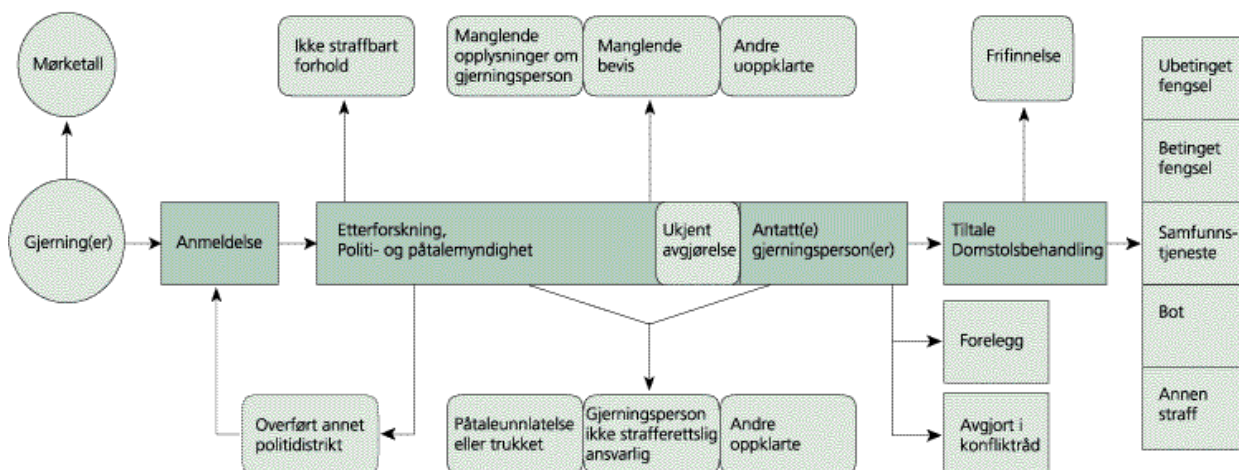 Mørketall
Ikke straffbart
forhold
Manglende
opplysninger om
gjerningsperson
Manglende
bevis
Andre
uoppklarte
Frifinnelse
Ubetinget
fengsel
Betinget
fengsel
Gjerning(er)
Anmeldelse
Etterforskning,
Politi- og påtalemyndighet
Ukjent
avgjørelse
Antatt(e)
gjerningsperson(er)
Tiltale
Domstolsbehandling
Samfunns-
tjeneste
Bot
Forelegg
Annen
straff
Overført annet
politidistrikt
Påtaleunnlatelse
eller trukket
Gjerningsperson
ikke strafferettslig
ansvarlig
Andre
oppklarte
Avgjort i
konfliktråd